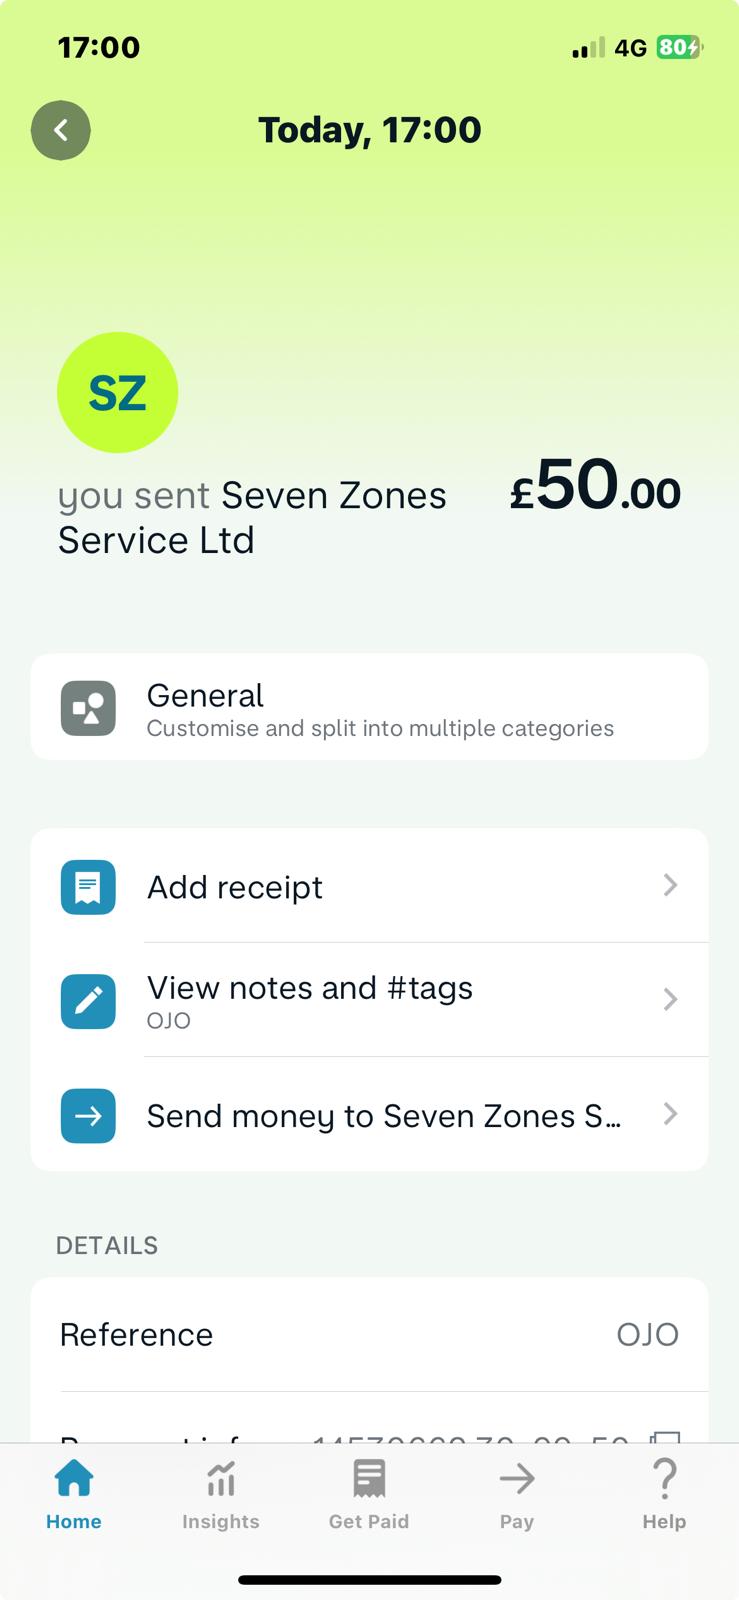 17:00
4G 80
Today, 17:00
SZ
you sent Seven Zones
Service Ltd
£50.00
General
Customise and split into multiple categories
Add receipt
View notes and #tags
OJO
Send money to Seven Zones S...
DETAILS
Reference OJO
Home Insights Get Paid Pay Help